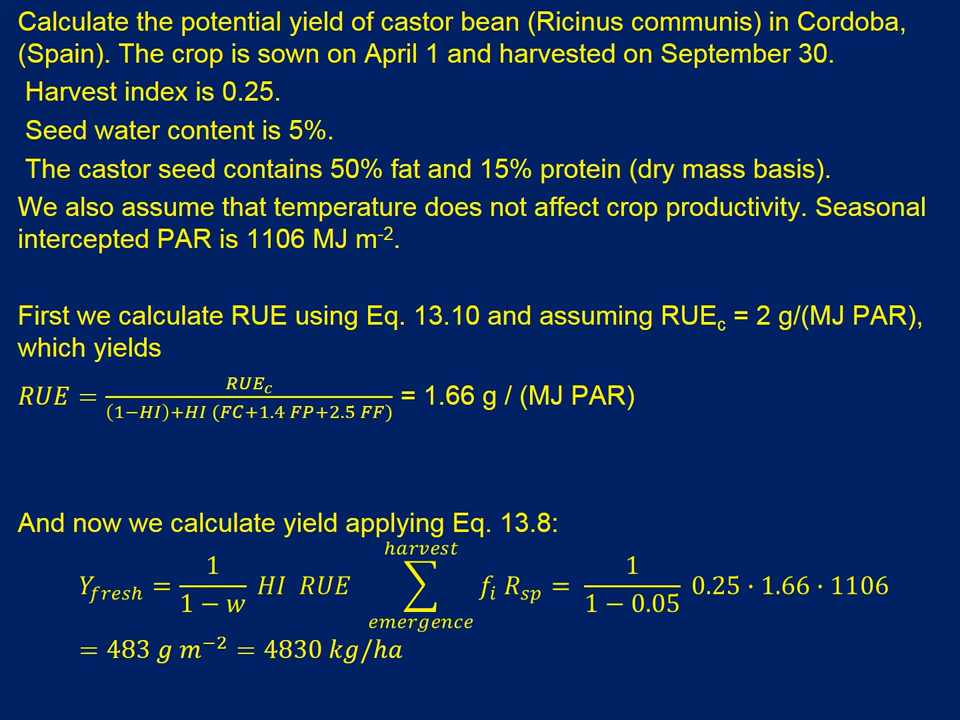 Calculate the potential yield of castor bean (Ricinus communis) in Cordoba,
(Spain). The crop is sown on April 1 and harvested on September 30.
Harvest index is 0.25.
Seed water content is 5%.
The castor seed contains 50% fat and 15% protein (dry mass basis).
We also assume that temperature does not affect crop productivity. Seasonal
intercepted PAR is 1106 MJ m⁻².
First we calculate RUE using Eq. 13.10 and assuming RUE_c = 2 g/(MJ PAR),
which yields
RUE = RUE_C / ((1−HI)+HI (FC+1.4 FP+2.5 FF)) = 1.66 g / (MJ PAR)
And now we calculate yield applying Eq. 13.8:
Y_fresh = 1/(1 − w) HI RUE ∑_{emergence}^{harvest} f_i R_sp = 1/(1 − 0.05) 0.25 · 1.66 · 1106
= 483 g m⁻² = 4830 kg/ha